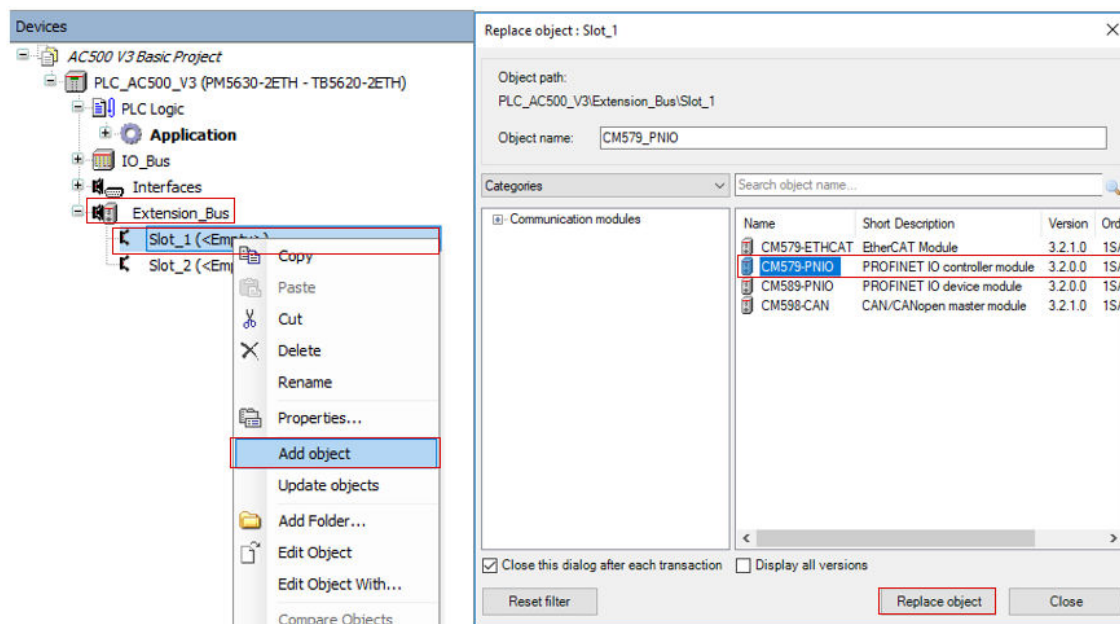 Devices
AC500 V3 Basic Project
PLC_AC500_V3 (PM5630-2ETH - TB5620-2ETH)
PLC Logic
Application
IO_Bus
Interfaces
Extension_Bus
Slot_1 (<Empty>)
Slot_2 (<Em
Copy
Paste
Cut
Delete
Rename
Properties...
Add object
Update objects
Add Folder...
Edit Object
Edit Object With...
Compare Objects
Replace object : Slot_1
Object path:
PLC_AC500_V3\Extension_Bus\Slot_1
Object name: CM579_PNIO
Categories
Search object name...
Communication modules
Name Short Description Version Ord
CM579-ETHCAT EtherCAT Module 3.2.1.0 1SA
CM579-PNIO PROFINET IO controller module 3.2.0.0 1SA
CM589-PNIO PROFINET IO device module 3.2.0.0 1SA
CM598-CAN CAN/CANopen master module 3.2.1.0 1SA
Close this dialog after each transaction Display all versions
Reset filter Replace object Close